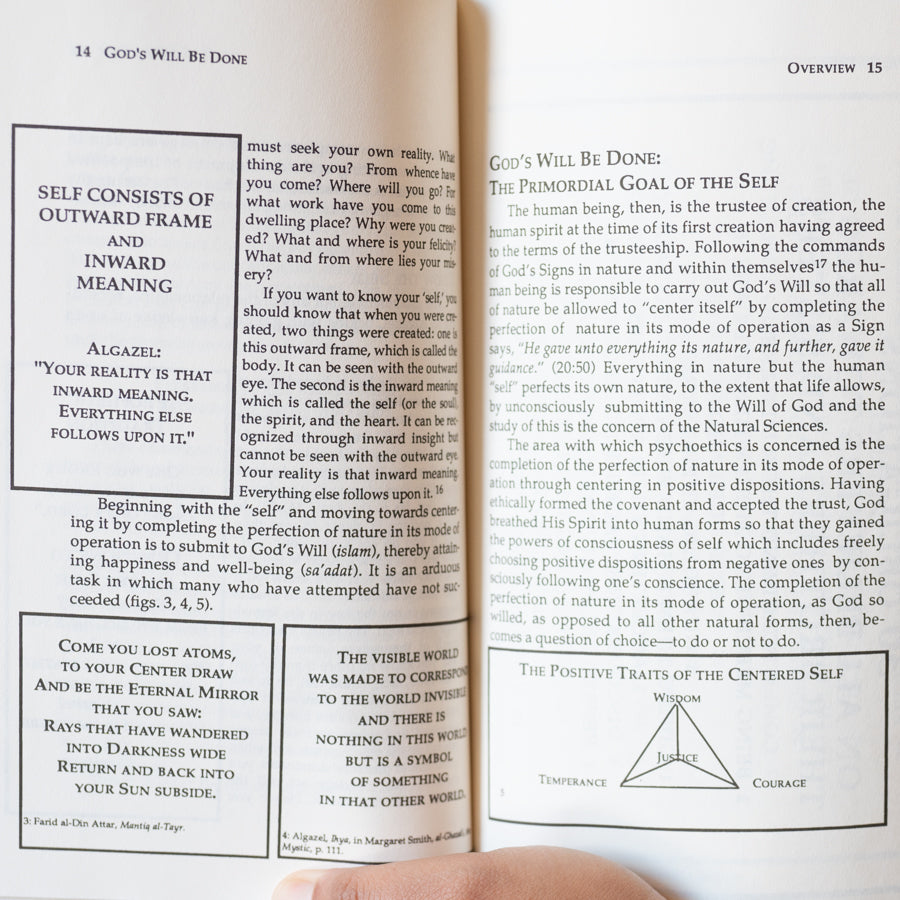 14 GOD'S WILL BE DONE
SELF CONSISTS OF
OUTWARD FRAME
AND
INWARD
MEANING
ALGAZEL:
"YOUR REALITY IS THAT
INWARD MEANING.
EVERYTHING ELSE
FOLLOWS UPON IT."
must seek your own reality. What
thing are you? From whence have
you come? Where will you go? For
what work have you come to this
dwelling place? Why were you creat-
ed? What and where is your felicity?
What and from where lies your mis-
ery?
If you want to know your 'self,' you
should know that when you were cre-
ated, two things were created: one is
this outward frame, which is called the
body. It can be seen with the outward
eye. The second is the inward meaning
which is called the self (or the soul),
the spirit, and the heart. It can be rec-
ognized through inward insight but
cannot be seen with the outward eye.
Your reality is that inward meaning.
Everything else follows upon it. 16
Beginning with the "self" and moving towards center-
ing it by completing the perfection of nature in its mode of
operation is to submit to God's Will (islam), thereby attain-
ing happiness and well-being (sa'adat). It is an arduous
task in which many who have attempted have not suc-
ceeded (figs. 3, 4, 5).
COME YOU LOST ATOMS,
TO YOUR CENTER DRAW
AND BE THE ETERNAL MIRROR
THAT YOU SAW:
RAYS THAT HAVE WANDERED
INTO DARKNESS WIDE
RETURN AND BACK INTO
YOUR SUN SUBSIDE.
3: Farid al-Din Attar, Mantiq al-Tayr.
THE VISIBLE WORLD
WAS MADE TO CORRESPOND
TO THE WORLD INVISIBLE
AND THERE IS
NOTHING IN THIS WORLD
BUT IS A SYMBOL
OF SOMETHING
IN THAT OTHER WORLD.
4: Algazel, Ihya, in Margaret Smith, al-Ghazali,
Mystic, p. 111.
OVERVIEW 15
GOD'S WILL BE DONE:
THE PRIMORDIAL GOAL OF THE SELF
The human being, then, is the trustee of creation, the
human spirit at the time of its first creation having agreed
to the terms of the trusteeship. Following the commands
of God's Signs in nature and within themselves17 the hu-
man being is responsible to carry out God's Will so that all
of nature be allowed to "center itself" by completing the
perfection of nature in its mode of operation as a Sign
says, "He gave unto everything its nature, and further, gave it
guidance." (20:50) Everything in nature but the human
"self" perfects its own nature, to the extent that life allows,
by unconsciously submitting to the Will of God and the
study of this is the concern of the Natural Sciences.
The area with which psychoethics is concerned is the
completion of the perfection of nature in its mode of oper-
ation through centering in positive dispositions. Having
ethically formed the covenant and accepted the trust, God
breathed His Spirit into human forms so that they gained
the powers of consciousness of self which includes freely
choosing positive dispositions from negative ones by con-
sciously following one's conscience. The completion of the
perfection of nature in its mode of operation, as God so
willed, as opposed to all other natural forms, then, be-
comes a question of choice—to do or not to do.
THE POSITIVE TRAITS OF THE CENTERED SELF
WISDOM
JUSTICE
TEMPERANCE COURAGE
5